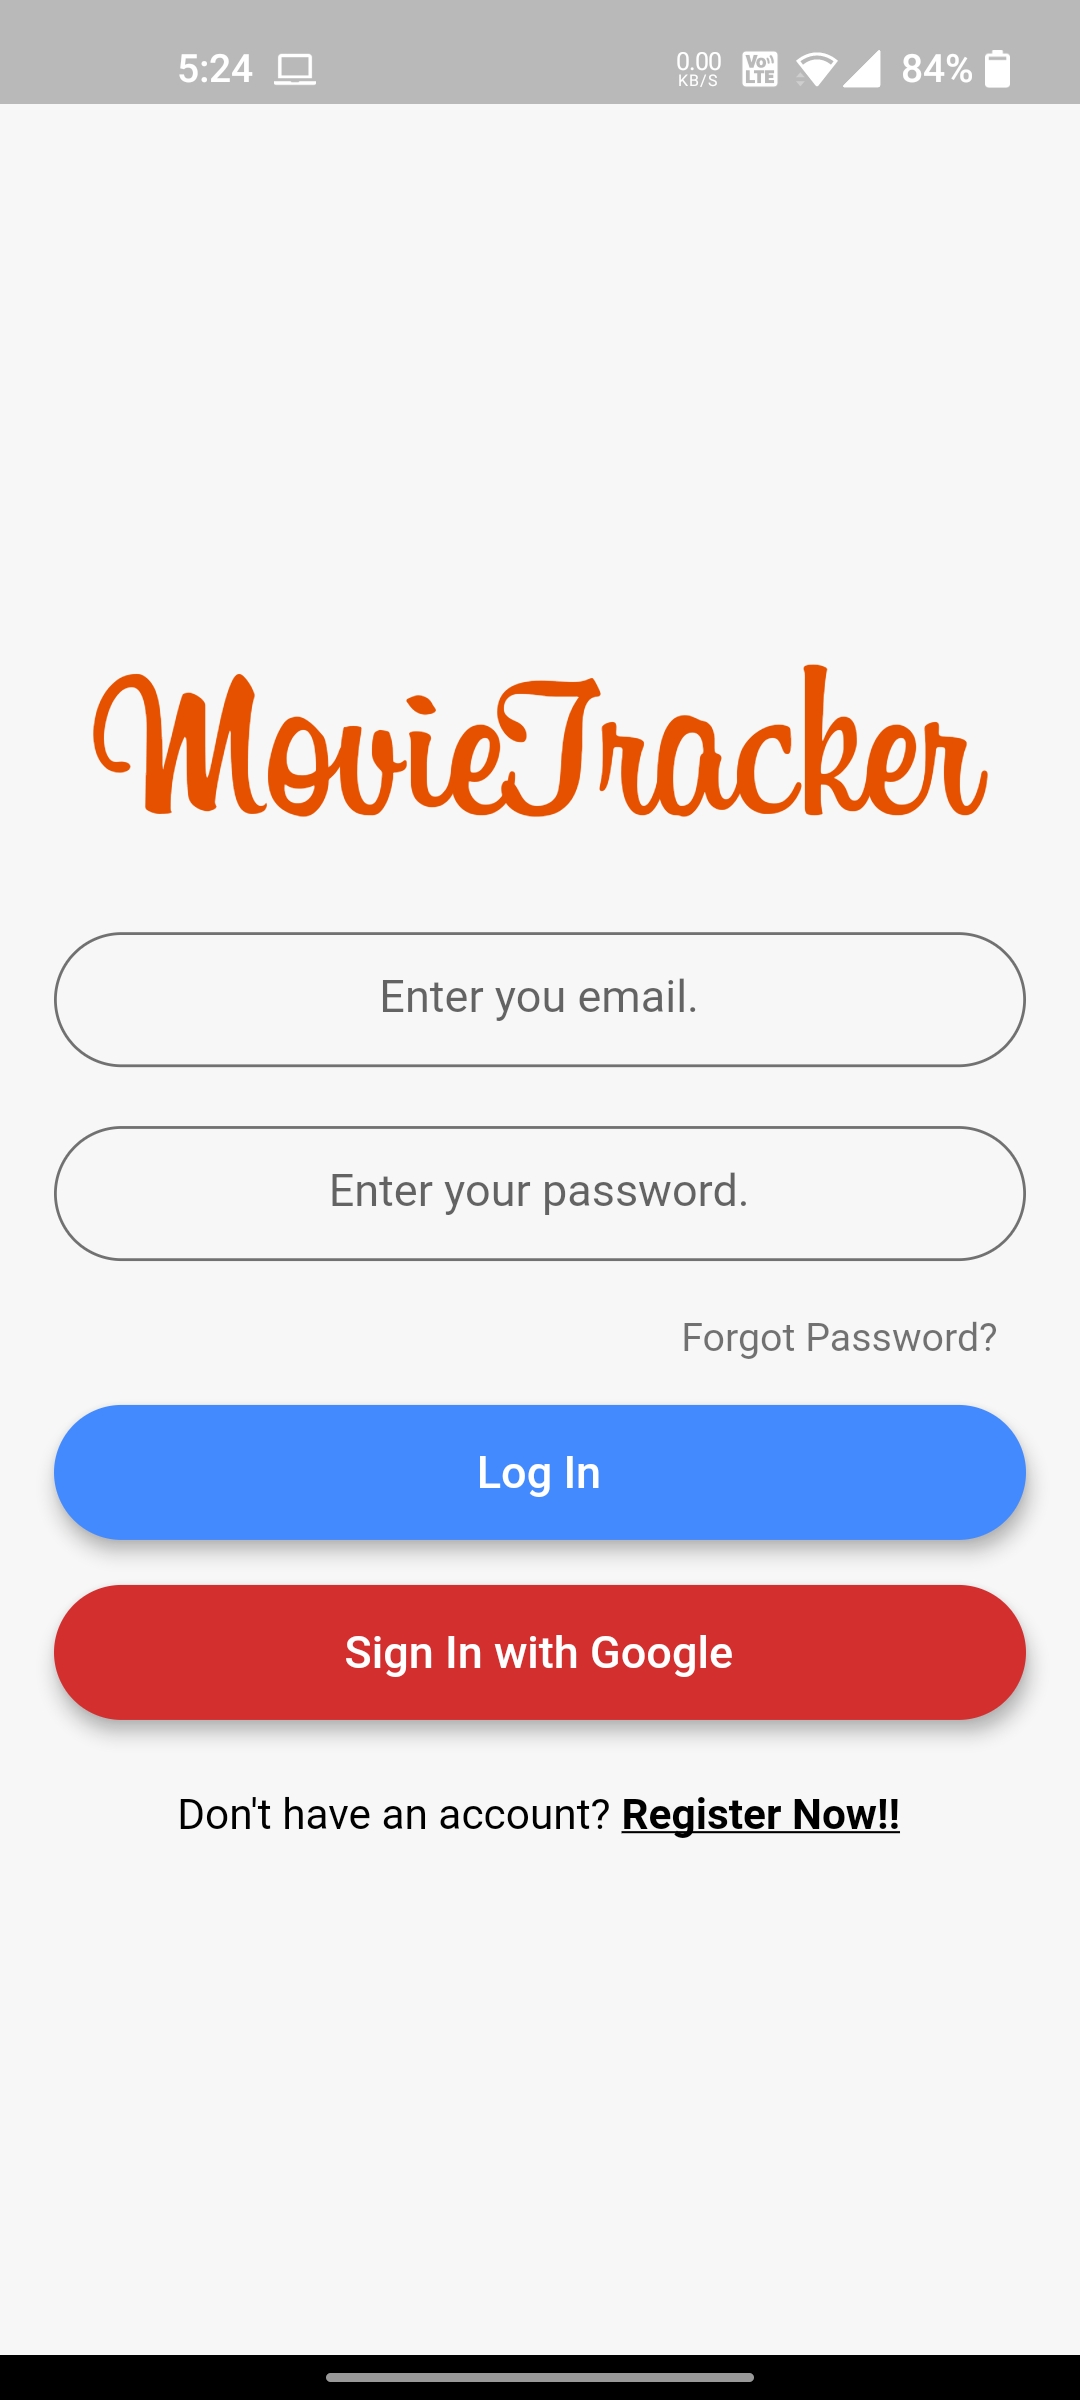 5:24
0.00
KB/S
Vo
LTE
84%
MovieTracker
Enter you email.
Enter your password.
Forgot Password?
Log In
Sign In with Google
Don't have an account? Register Now!!